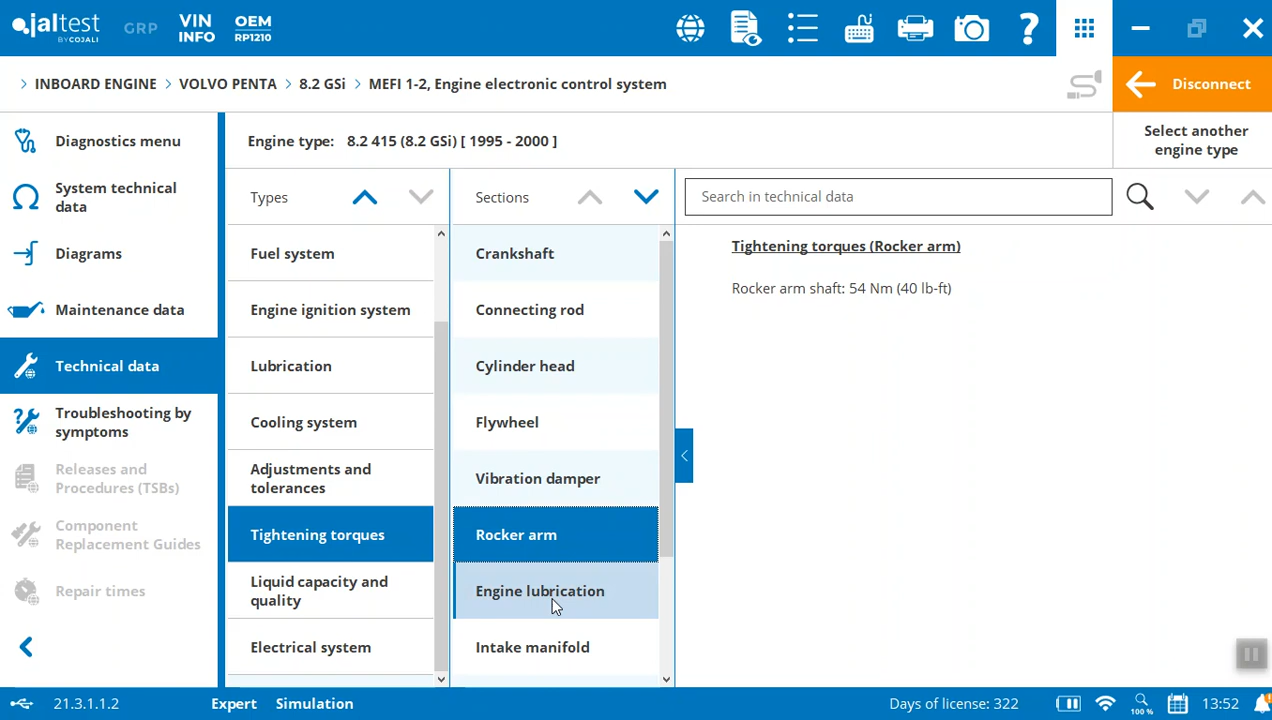 jaltest
BY COJALI
GRP
VIN
INFO
OEM
RP1210
> INBOARD ENGINE > VOLVO PENTA > 8.2 GSi > MEFI 1-2, Engine electronic control system
Disconnect
Diagnostics menu
System technical
data
Diagrams
Maintenance data
Technical data
Troubleshooting by
symptoms
Releases and
Procedures (TSBs)
Component
Replacement Guides
Repair times
Engine type: 8.2 415 (8.2 GSi) [ 1995 - 2000 ]
Select another
engine type
Types
Fuel system
Engine ignition system
Lubrication
Cooling system
Adjustments and
tolerances
Tightening torques
Liquid capacity and
quality
Electrical system
Sections
Crankshaft
Connecting rod
Cylinder head
Flywheel
Vibration damper
Rocker arm
Engine lubrication
Intake manifold
Search in technical data
Tightening torques (Rocker arm)
Rocker arm shaft: 54 Nm (40 lb-ft)
21.3.1.1.2
Expert
Simulation
Days of license: 322
100 %
13:52